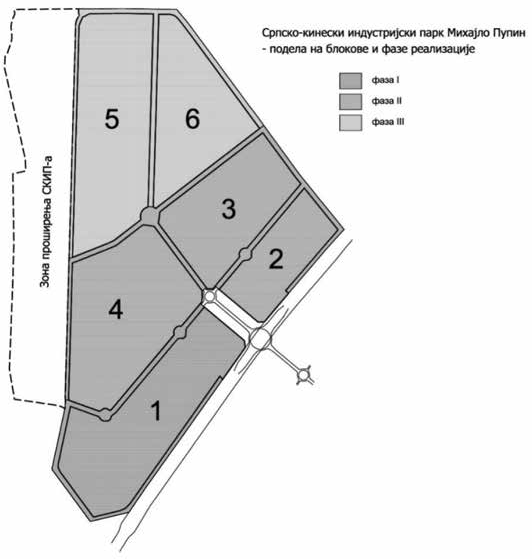 Српско-кинески индустријски парк Михајло Пупин
- подела на блокове и фазе реализације
фаза I
фаза II
фаза III
5
6
3
2
4
1
Зона проширења СКИП-а